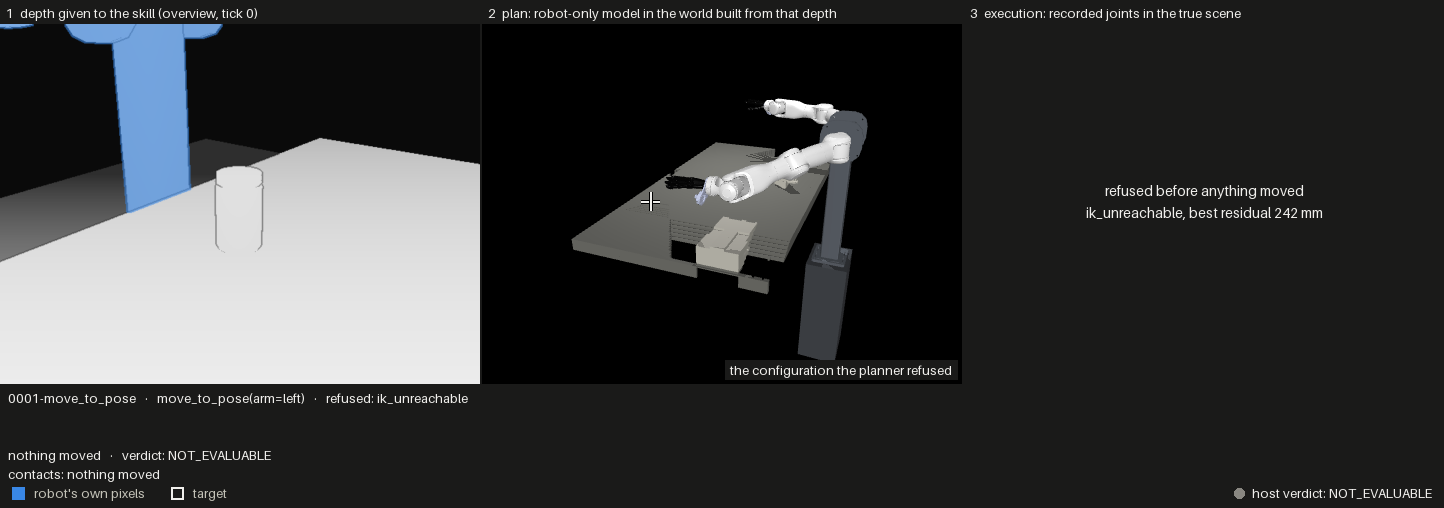 1 depth given to the skill (overview, tick 0)
2 plan: robot-only model in the world built from that depth
3 execution: recorded joints in the true scene
refused before anything moved
ik_unreachable, best residual 242 mm
the configuration the planner refused
0001-move_to_pose · move_to_pose(arm=left) · refused: ik_unreachable
nothing moved · verdict: NOT_EVALUABLE
contacts: nothing moved
robot's own pixels
target
host verdict: NOT_EVALUABLE